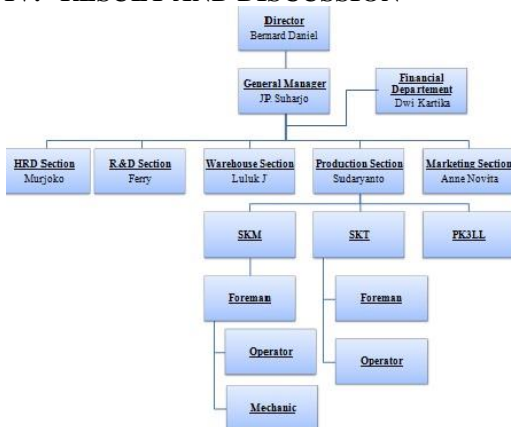 IV. RESULT AND DISCUSSION
Director
Bernard Daniel
General Manager
JP. Suharjo
Financial
Departement
Dwi Kartika
HRD Section
Murjoko
R&D Section
Ferry
Warehouse Section
Luluk J
Production Section
Sudaryanto
Marketing Section
Anne Novita
SKM
SKT
PK3LL
Foreman
Foreman
Operator
Operator
Mechanic